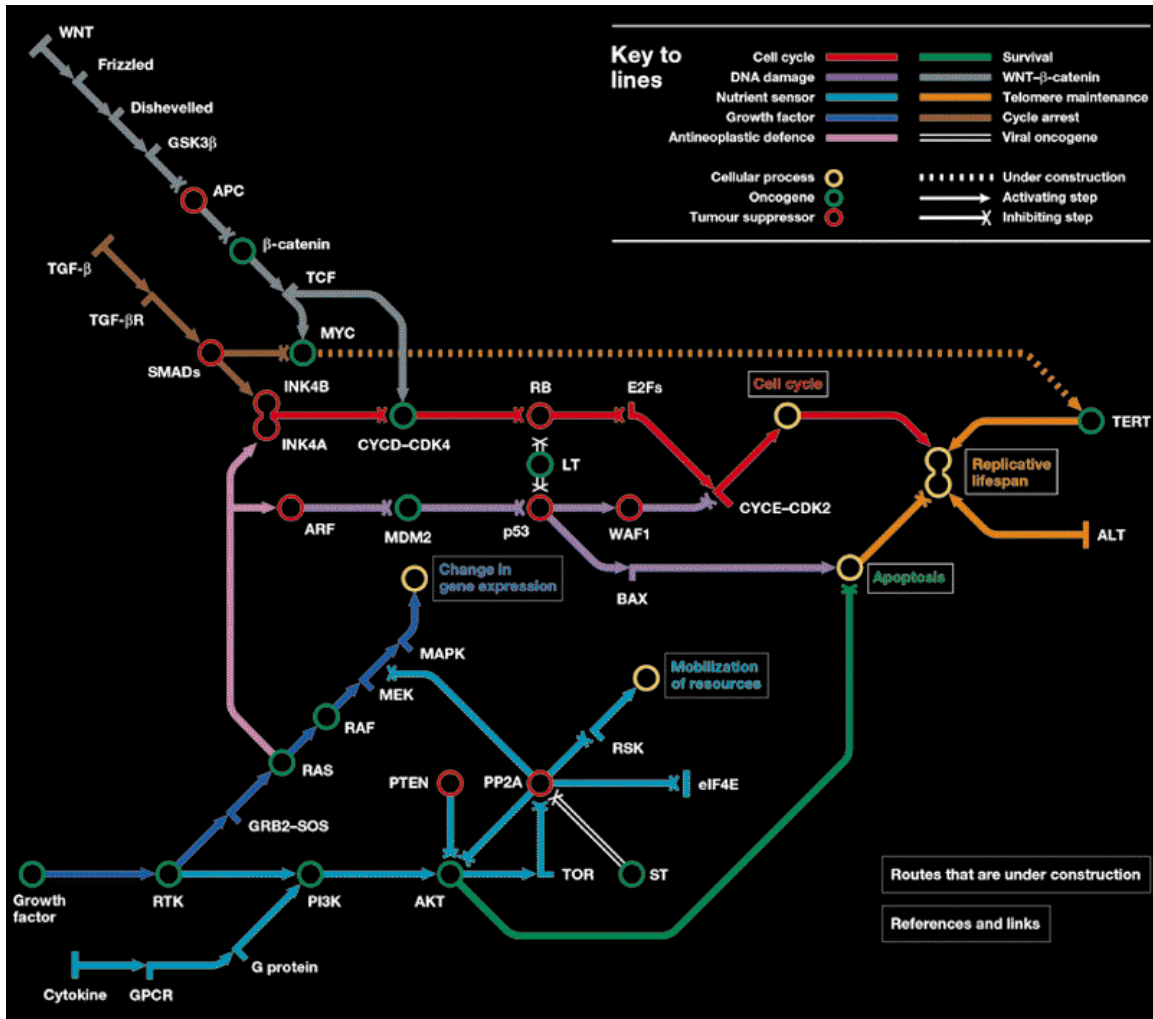 WNT
Frizzled
Dishevelled
GSK3β
APC
β-catenin
TCF
TGF-β
TGF-βR
SMADs
MYC
INK4B
INK4A
CYCD–CDK4
RB
E2Fs
Cell cycle
TERT
LT
Replicative
lifespan
ARF
MDM2
p53
WAF1
CYCE–CDK2
ALT
Change in
gene expression
BAX
Apoptosis
MAPK
MEK
Mobilization
of resources
RAF
RSK
RAS
PTEN
PP2A
eIF4E
GRB2–SOS
Growth
factor
RTK
PI3K
AKT
TOR
ST
G protein
Cytokine
GPCR
Key to
lines
Cell cycle
DNA damage
Nutrient sensor
Growth factor
Antineoplastic defence
Survival
WNT–β-catenin
Telomere maintenance
Cycle arrest
Viral oncogene
Cellular process
Oncogene
Tumour suppressor
Under construction
Activating step
Inhibiting step
Routes that are under construction
References and links